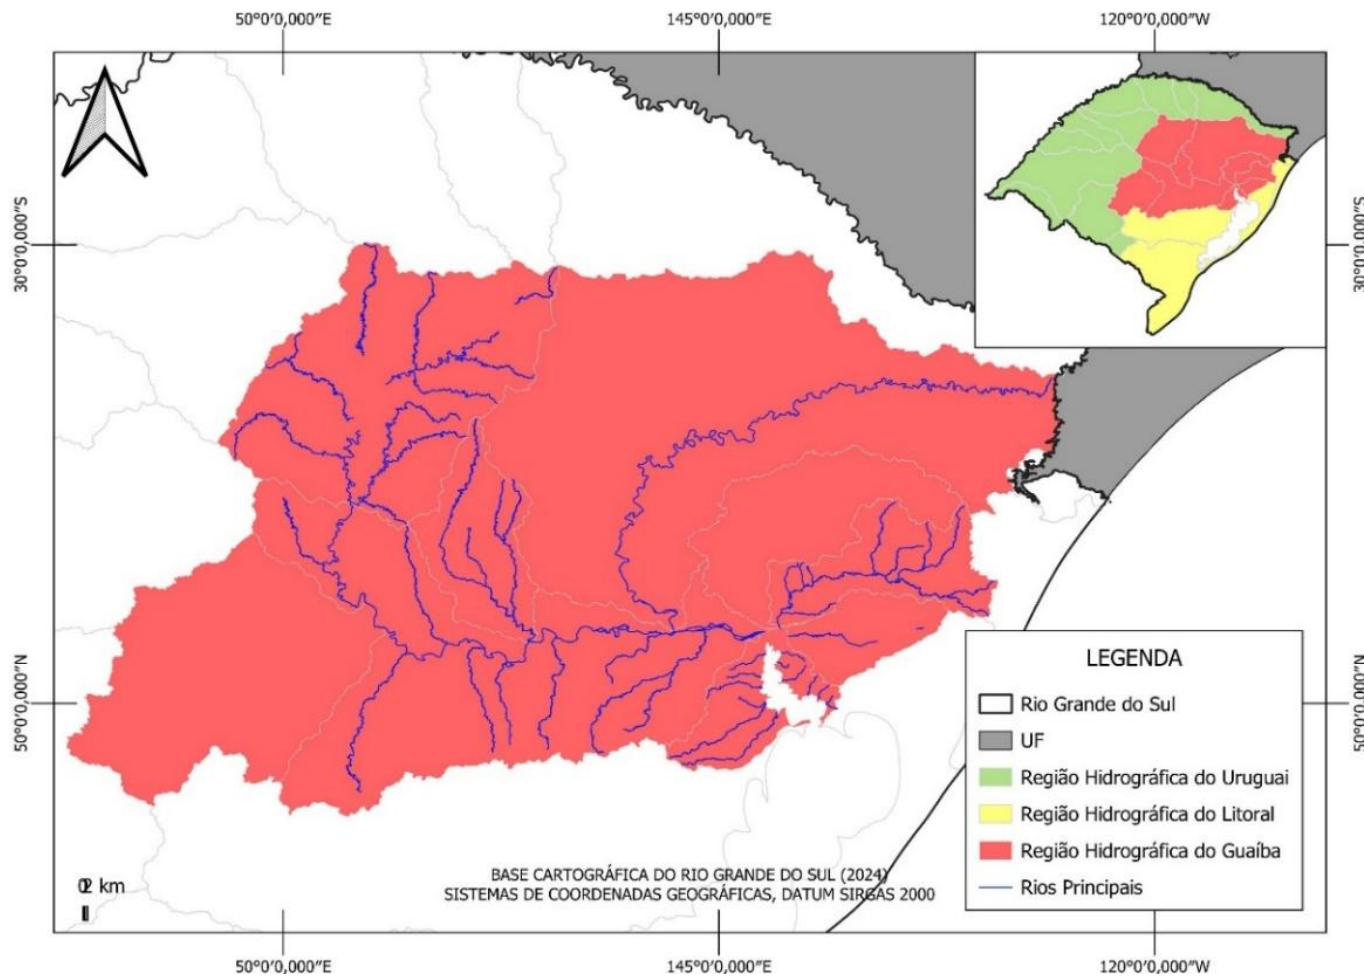 50°0′0,000″E
145°0′0,000″E
120°0′0,000″W
30°0′0,000″S
30°0′0,000″S
50°0′0,000″N
50°0′0,000″N
LEGENDA
Rio Grande do Sul
UF
Região Hidrográfica do Uruguai
Região Hidrográfica do Litoral
Região Hidrográfica do Guaíba
Rios Principais
km
BASE CARTOGRÁFICA DO RIO GRANDE DO SUL (2024)
SISTEMAS DE COORDENADAS GEOGRÁFICAS, DATUM SIRGAS 2000
50°0′0,000″E
145°0′0,000″E
120°0′0,000″W